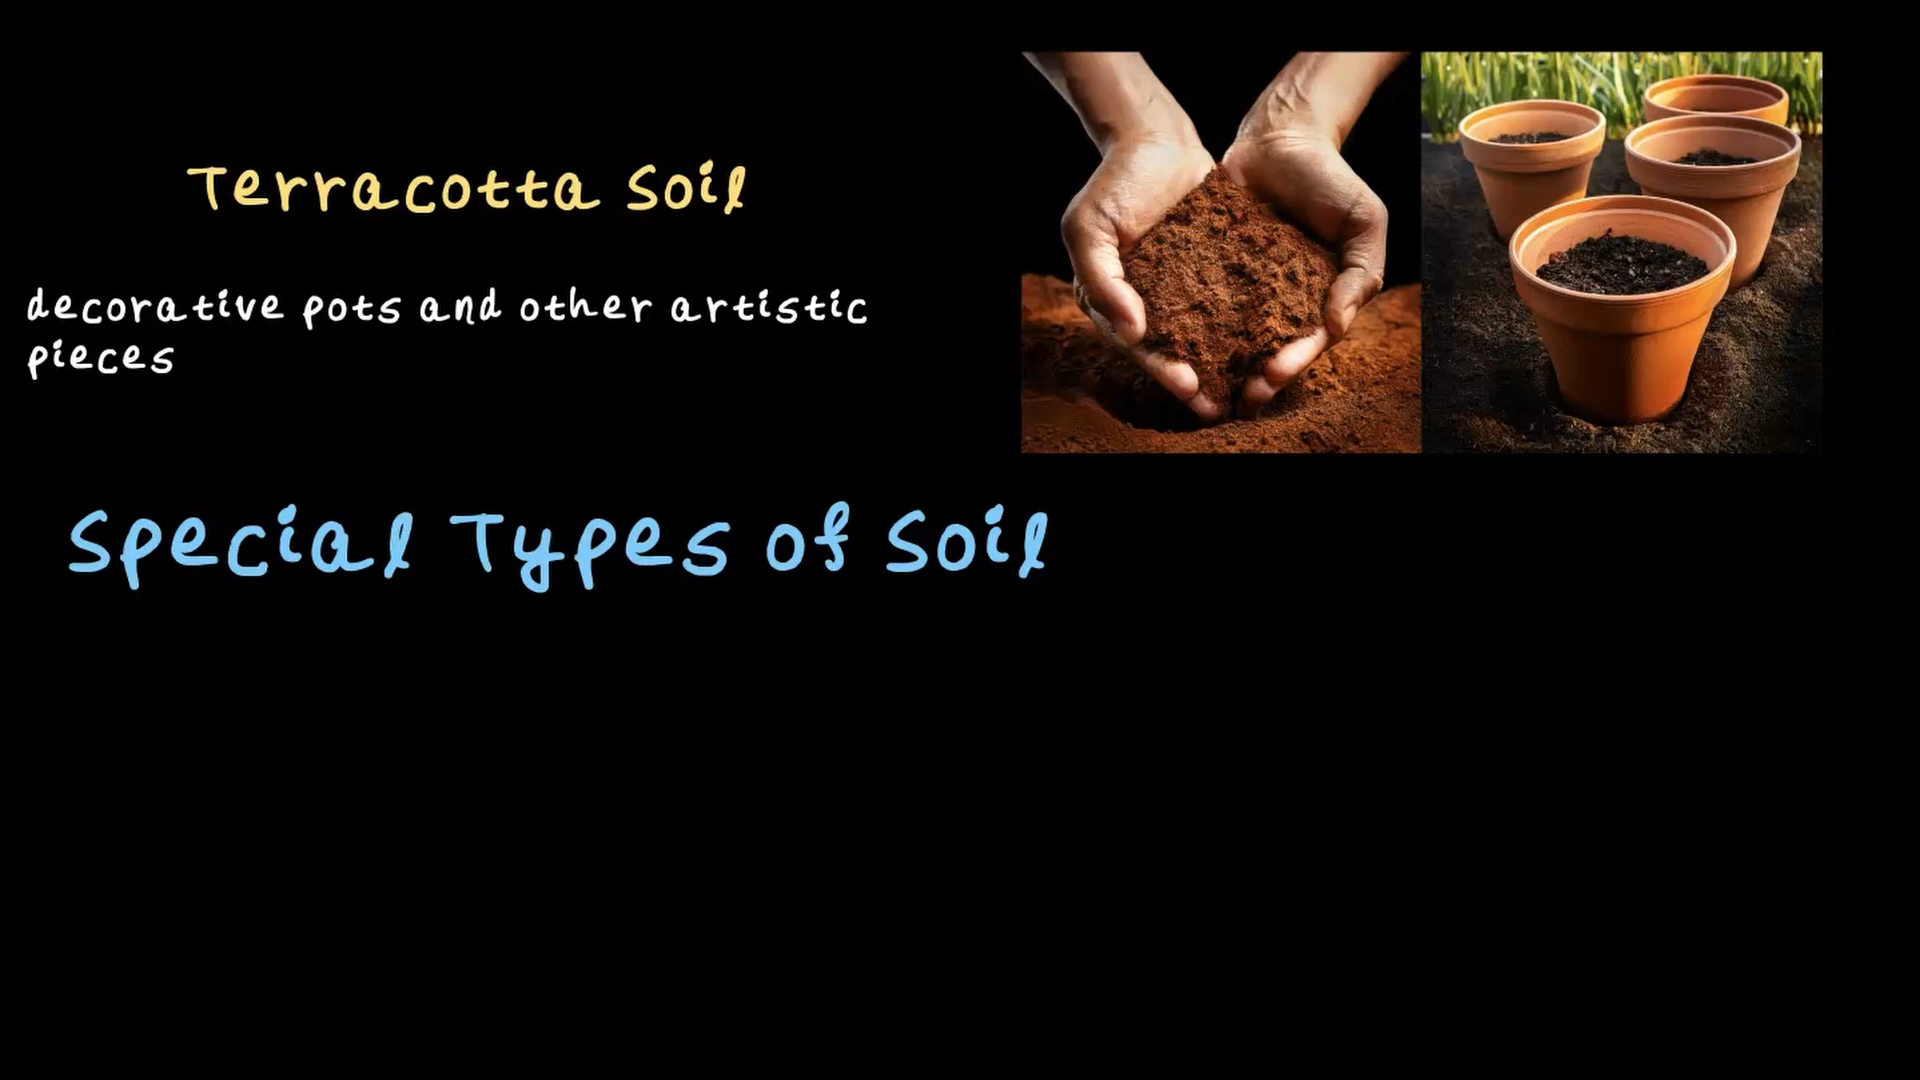 Terracotta Soil
decorative pots and other artistic
pieces
Special Types of Soil